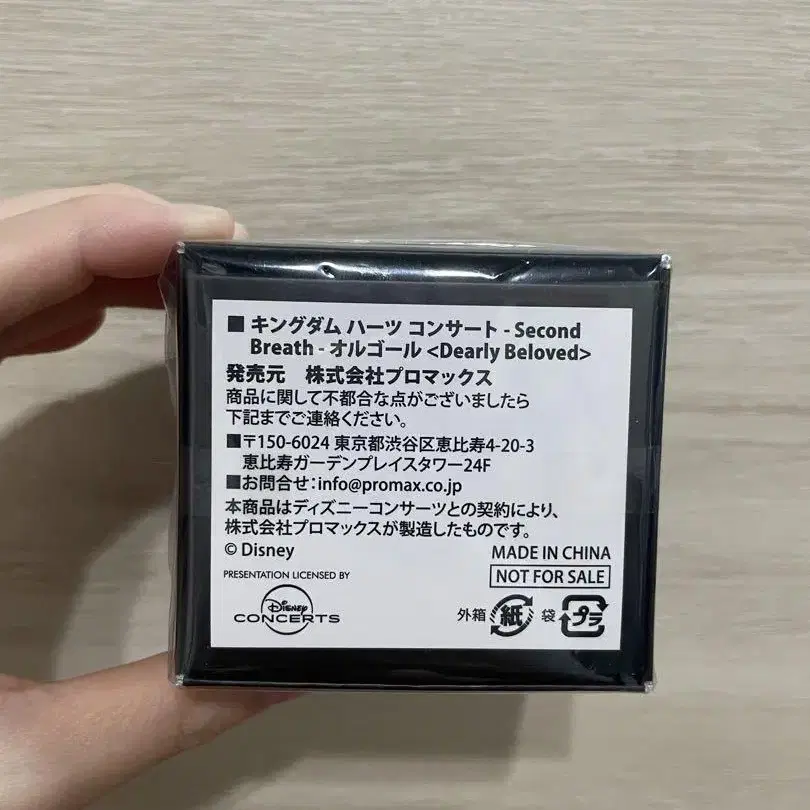 ■ キングダム ハーツ コンサート - Second
Breath - オルゴール <Dearly Beloved>
発売元　株式会社プロマックス
商品に関して不都合な点がございましたら
下記までご連絡ください。
■〒150-6024 東京都渋谷区恵比寿4-20-3
恵比寿ガーデンプレイスタワー24F
■お問合せ：info@promax.co.jp
本商品はディズニーコンサーツとの契約により、
株式会社プロマックスが製造したものです。
© Disney
MADE IN CHINA
NOT FOR SALE
PRESENTATION LICENSED BY
Disney
CONCERTS
外箱 紙 袋 プラ